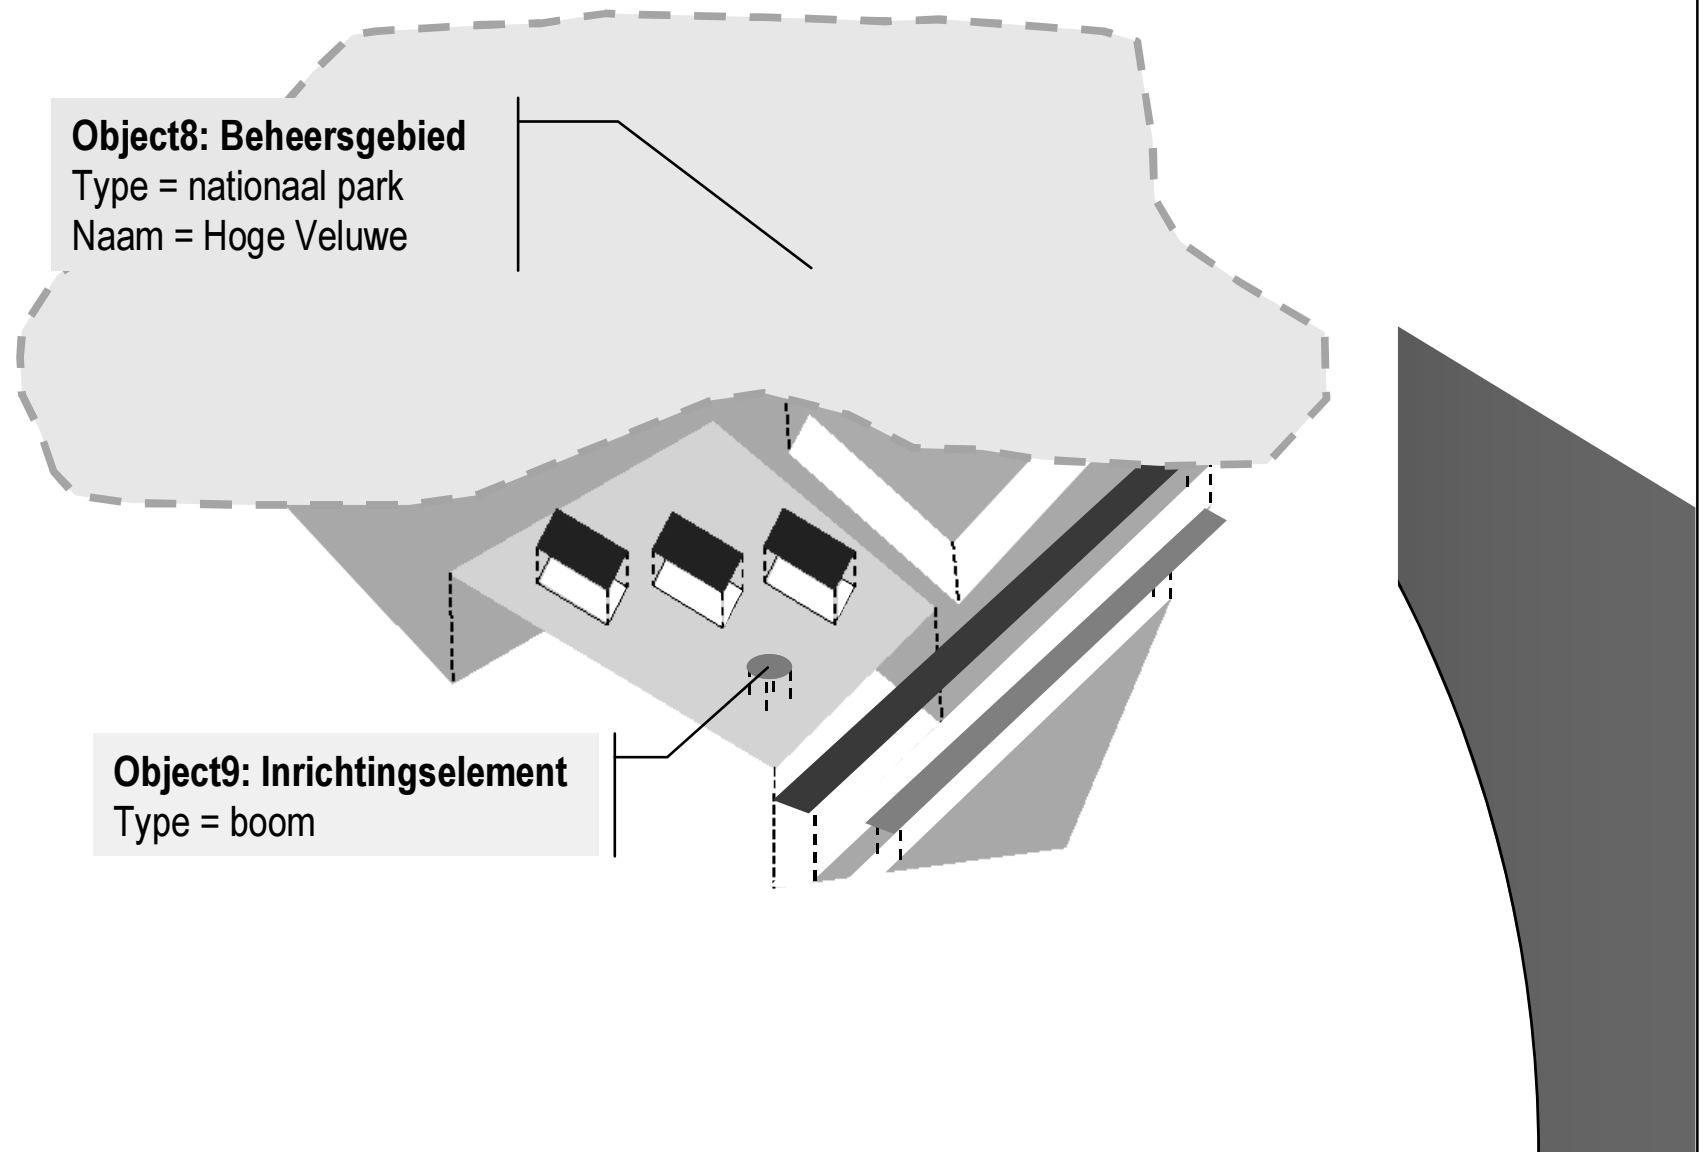 Object8: Beheersgebied
Type = nationaal park
Naam = Hoge Veluwe
Object9: Inrichtingselement
Type = boom